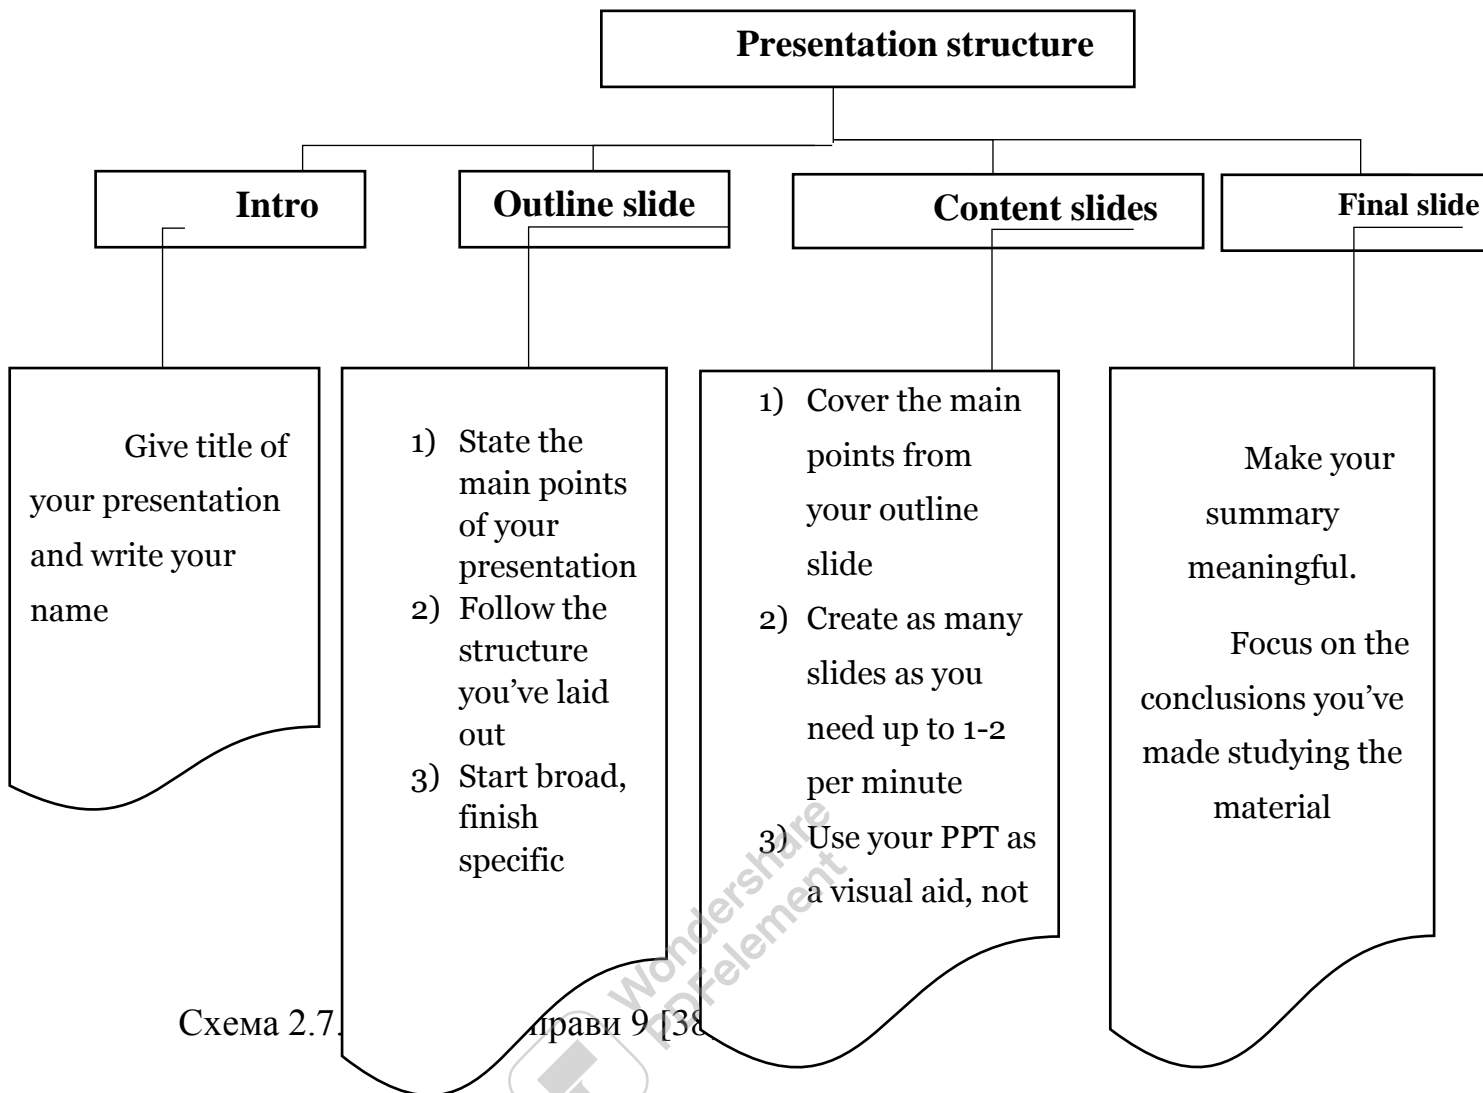 Presentation structure
Intro
Outline slide
Content slides
Final slide
Give title of
your presentation
and write your
name
1) State the
main points
of your
presentation
2) Follow the
structure
you’ve laid
out
3) Start broad,
finish
specific
1) Cover the main
points from
your outline
slide
2) Create as many
slides as you
need up to 1-2
per minute
3) Use your PPT as
a visual aid, not
Make your
summary
meaningful.
Focus on the
conclusions you’ve
made studying the
material
Схема 2.7. 9 [38
Wondershare
PDFelement